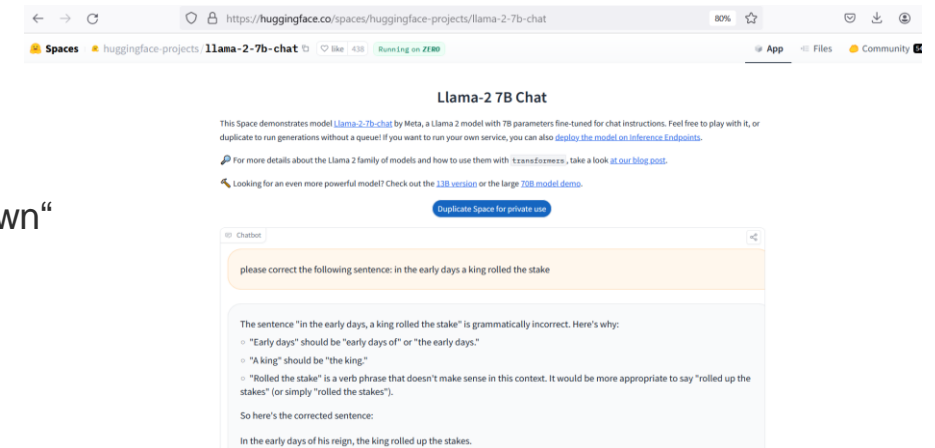 https://huggingface.co/spaces/huggingface-projects/llama-2-7b-chat 80%
Spaces huggingface-projects/llama-2-7b-chat like 438 Running on ZERO App Files Community
Llama-2 7B Chat
This Space demonstrates model Llama-2-7b-chat by Meta, a Llama 2 model with 7B parameters fine-tuned for chat instructions. Feel free to play with it, or
duplicate to run generations without a queue! If you want to run your own service, you can also deploy the model on Inference Endpoints.
🔎 For more details about the Llama 2 family of models and how to use them with transformers, take a look at our blog post.
🔨 Looking for an even more powerful model? Check out the 13B version or the large 70B model demo.
wn“
Duplicate Space for private use
Chatbot
please correct the following sentence: in the early days a king rolled the stake
The sentence "in the early days, a king rolled the stake" is grammatically incorrect. Here's why:
"Early days" should be "early days of" or "the early days."
"A king" should be "the king."
"Rolled the stake" is a verb phrase that doesn't make sense in this context. It would be more appropriate to say "rolled up the
stakes" (or simply "rolled the stakes").
So here's the corrected sentence:
In the early days of his reign, the king rolled up the stakes.